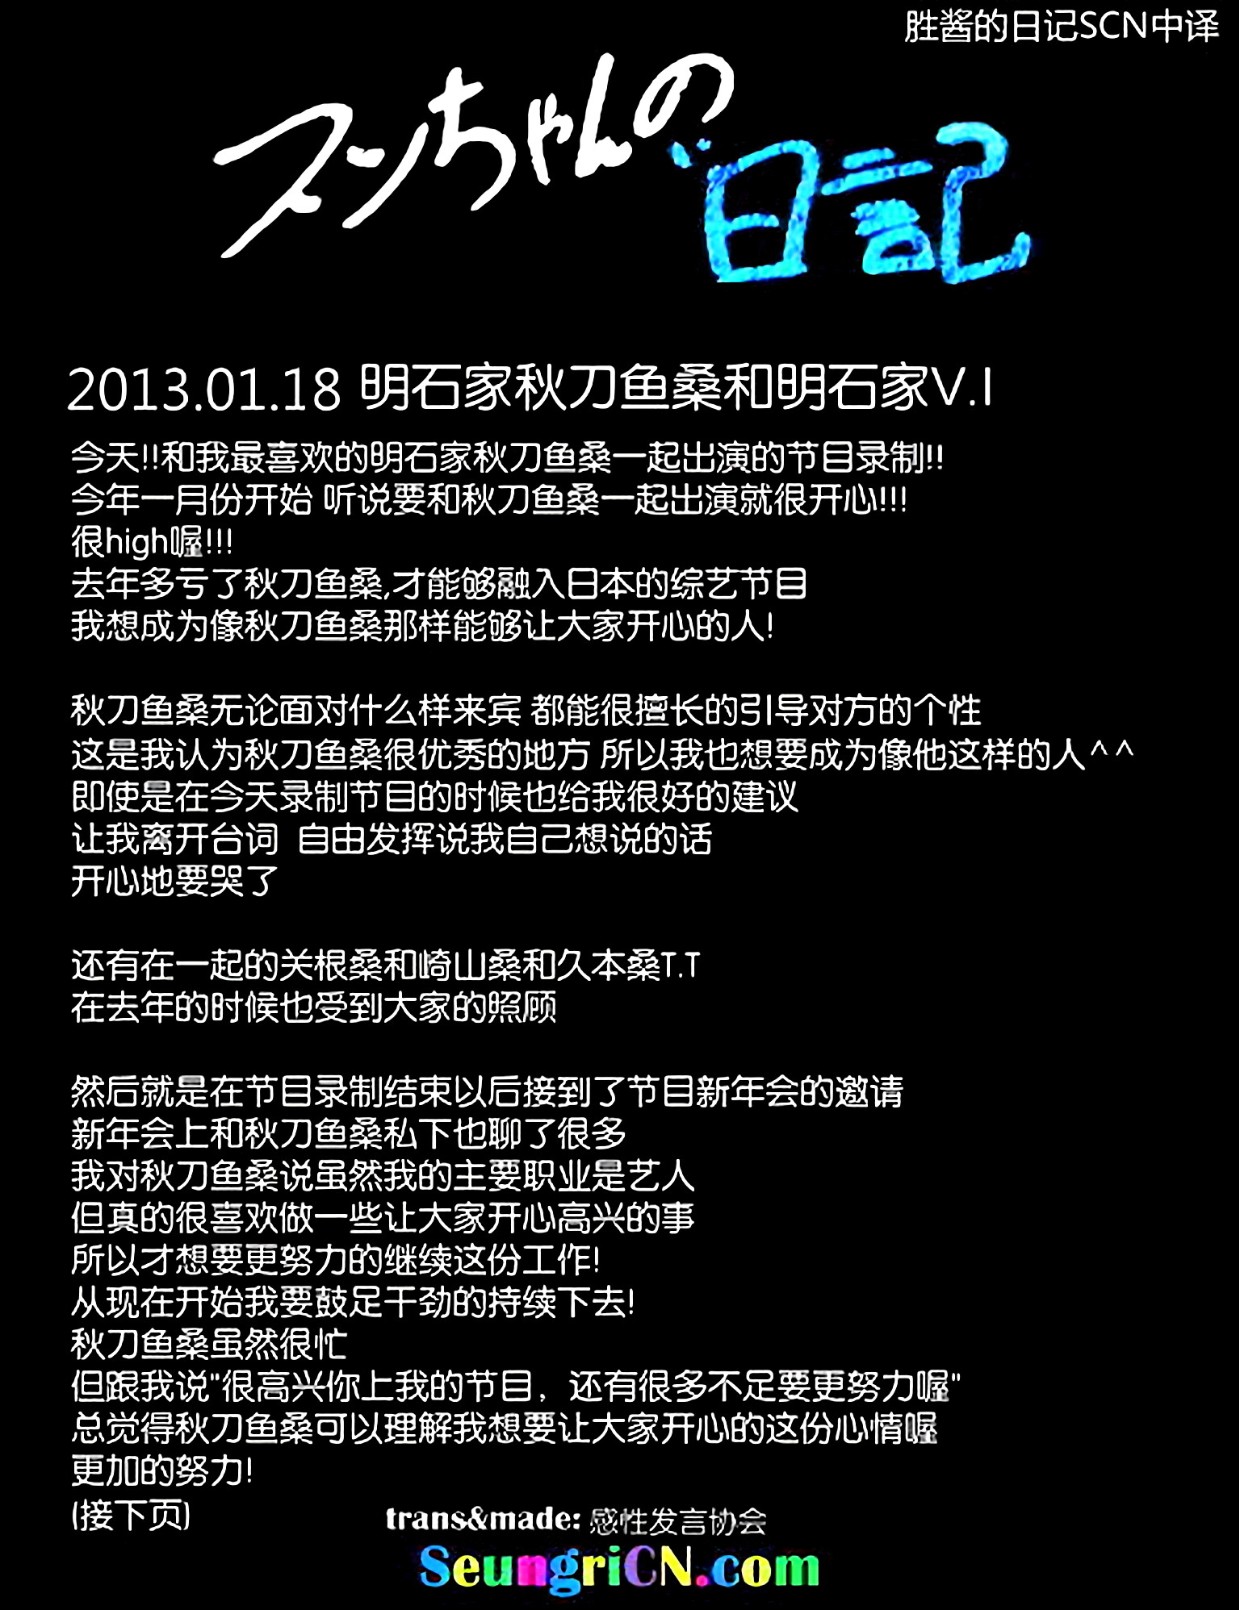 胜酱的日记SCN中译
スンちゃんの
日記
2013.01.18 明石家秋刀鱼桑和明石家V.I
今天!!和我最喜欢的明石家秋刀鱼桑一起出演的节目录制!!
今年一月份开始 听说要和秋刀鱼桑一起出演就很开心!!!
很high喔!!!
去年多亏了秋刀鱼桑,才能够融入日本的综艺节目
我想成为像秋刀鱼桑那样能够让大家开心的人!
秋刀鱼桑无论面对什么样来宾 都能很擅长的引导对方的个性
这是我认为秋刀鱼桑很优秀的地方 所以我也想要成为像他这样的人^^
即使是在今天录制节目的时候也给我很好的建议
让我离开台词 自由发挥说我自己想说的话
开心地要哭了
还有在一起的关根桑和崎山桑和久本桑T.T
在去年的时候也受到大家的照顾
然后就是在节目录制结束以后接到了节目新年会的邀请
新年会上和秋刀鱼桑私下也聊了很多
我对秋刀鱼桑说虽然我的主要职业是艺人
但真的很喜欢做一些让大家开心高兴的事
所以才想要更努力的继续这份工作!
从现在开始我要鼓足干劲的持续下去!
秋刀鱼桑虽然很忙
但跟我说"很高兴你上我的节目，还有很多不足要更努力喔"
总觉得秋刀鱼桑可以理解我想要让大家开心的这份心情喔
更加的努力!
(接下页)
trans&made: 感性发言协会
SeungriCN.com